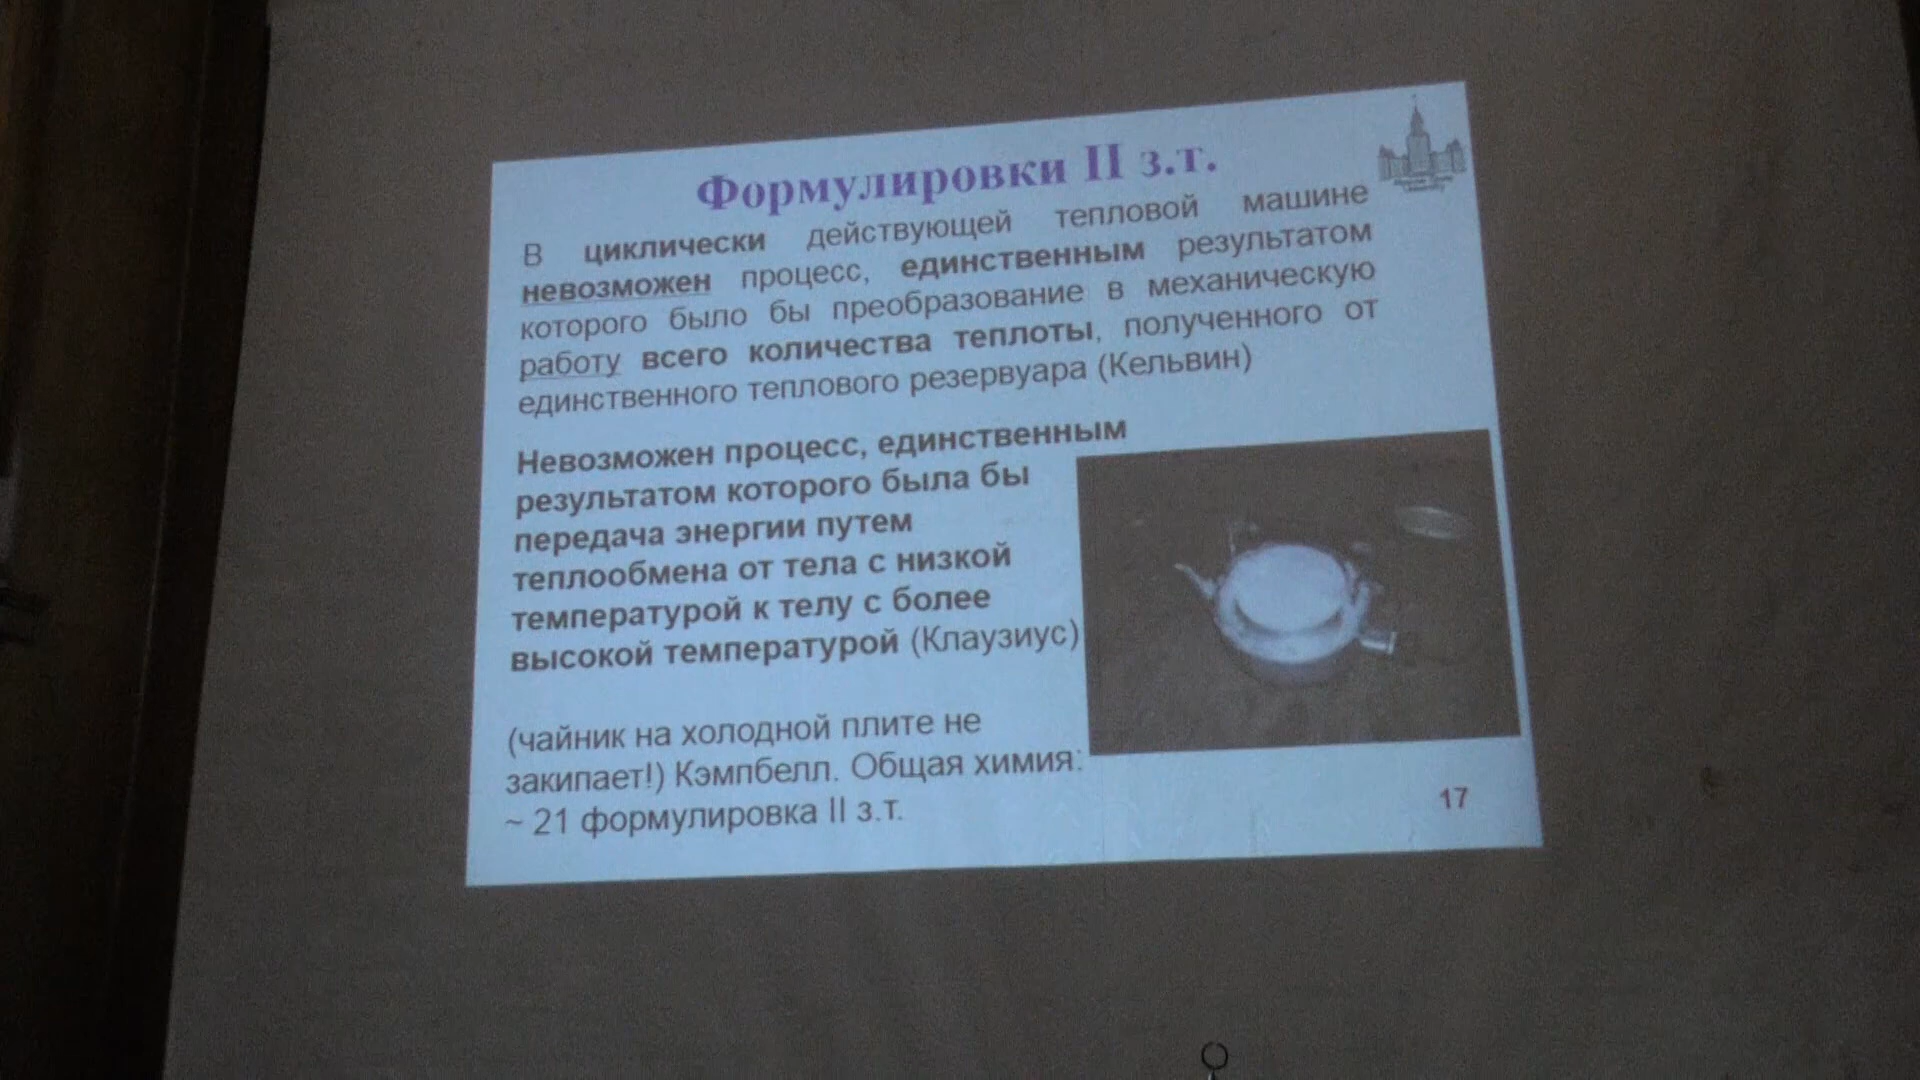 Формулировки II з.т.
В циклически действующей тепловой машине
невозможен процесс, единственным результатом
которого было бы преобразование в механическую
работу всего количества теплоты, полученного от
единственного теплового резервуара (Кельвин)
Невозможен процесс, единственным
результатом которого была бы
передача энергии путем
теплообмена от тела с низкой
температурой к телу с более
высокой температурой (Клаузиус)
(чайник на холодной плите не
закипает!) Кэмпбелл. Общая химия:
~ 21 формулировка II з.т.
17